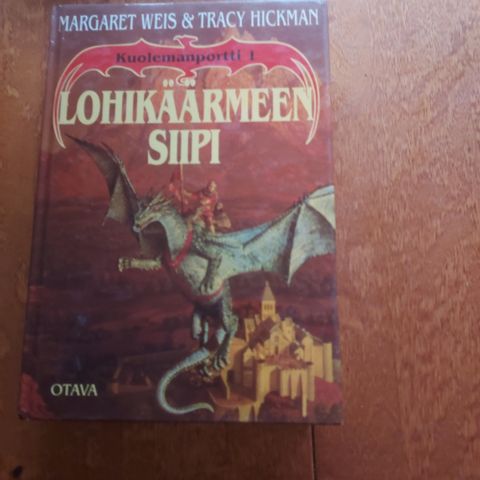 MARGARET WEIS & TRACY HICKMAN
Kuolemanportti 1
LOHIKÄÄRMEEN
SIIPI
OTAVA